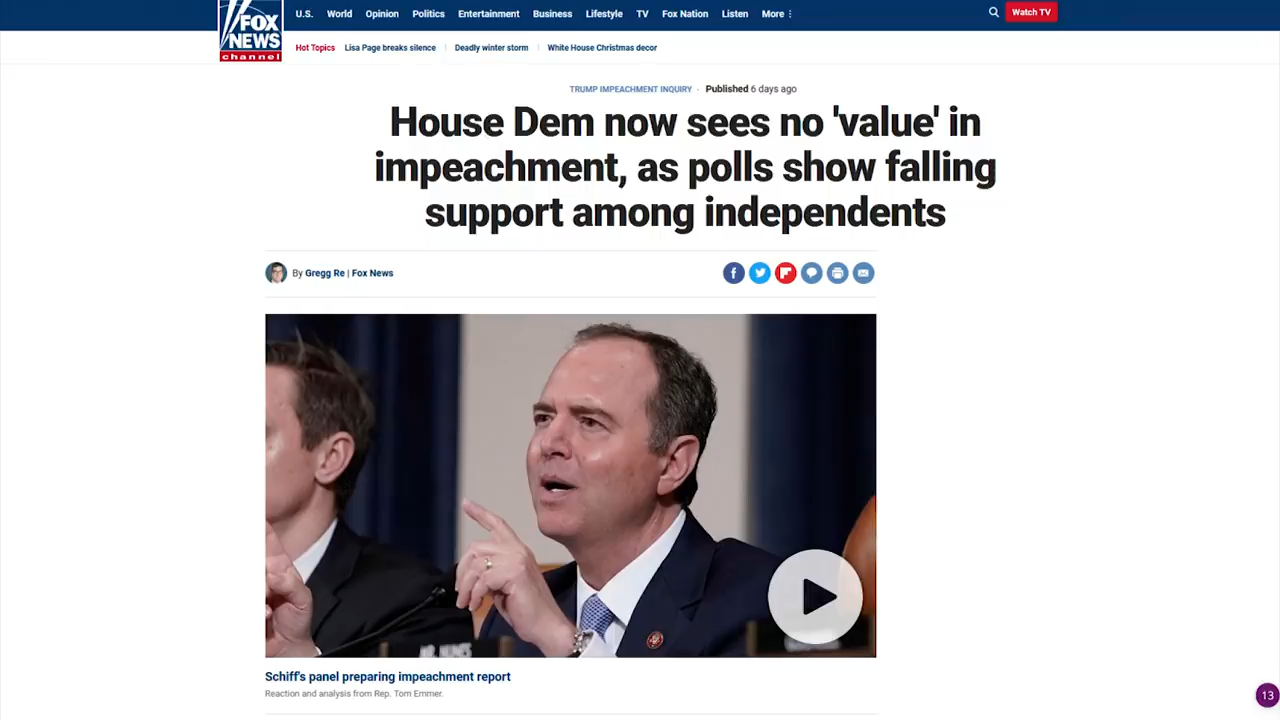 FOX
NEWS
channel
U.S. World Opinion Politics Entertainment Business Lifestyle TV Fox Nation Listen More Watch TV
Hot Topics Lisa Page breaks silence Deadly winter storm White House Christmas decor
TRUMP IMPEACHMENT INQUIRY · Published 6 days ago
House Dem now sees no 'value' in
impeachment, as polls show falling
support among independents
By Gregg Re | Fox News
MR. NUNES
Schiff's panel preparing impeachment report
Reaction and analysis from Rep. Tom Emmer.
13